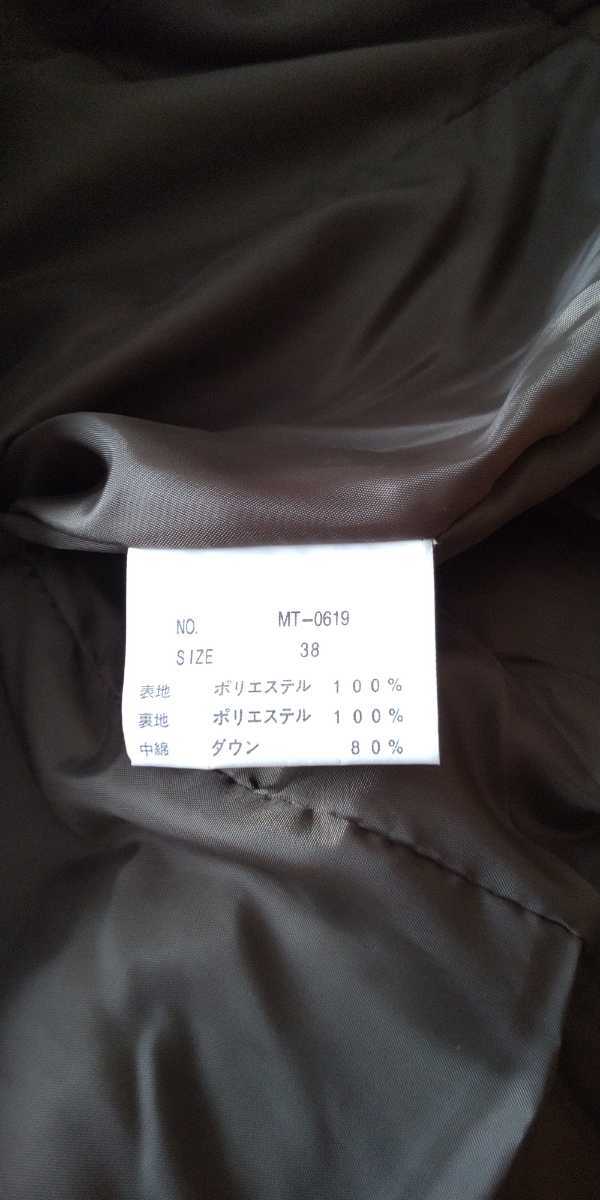 NO. MT-0619
SIZE 38
表地 ポリエステル 100%
裏地 ポリエステル 100%
中綿 ダウン 80%